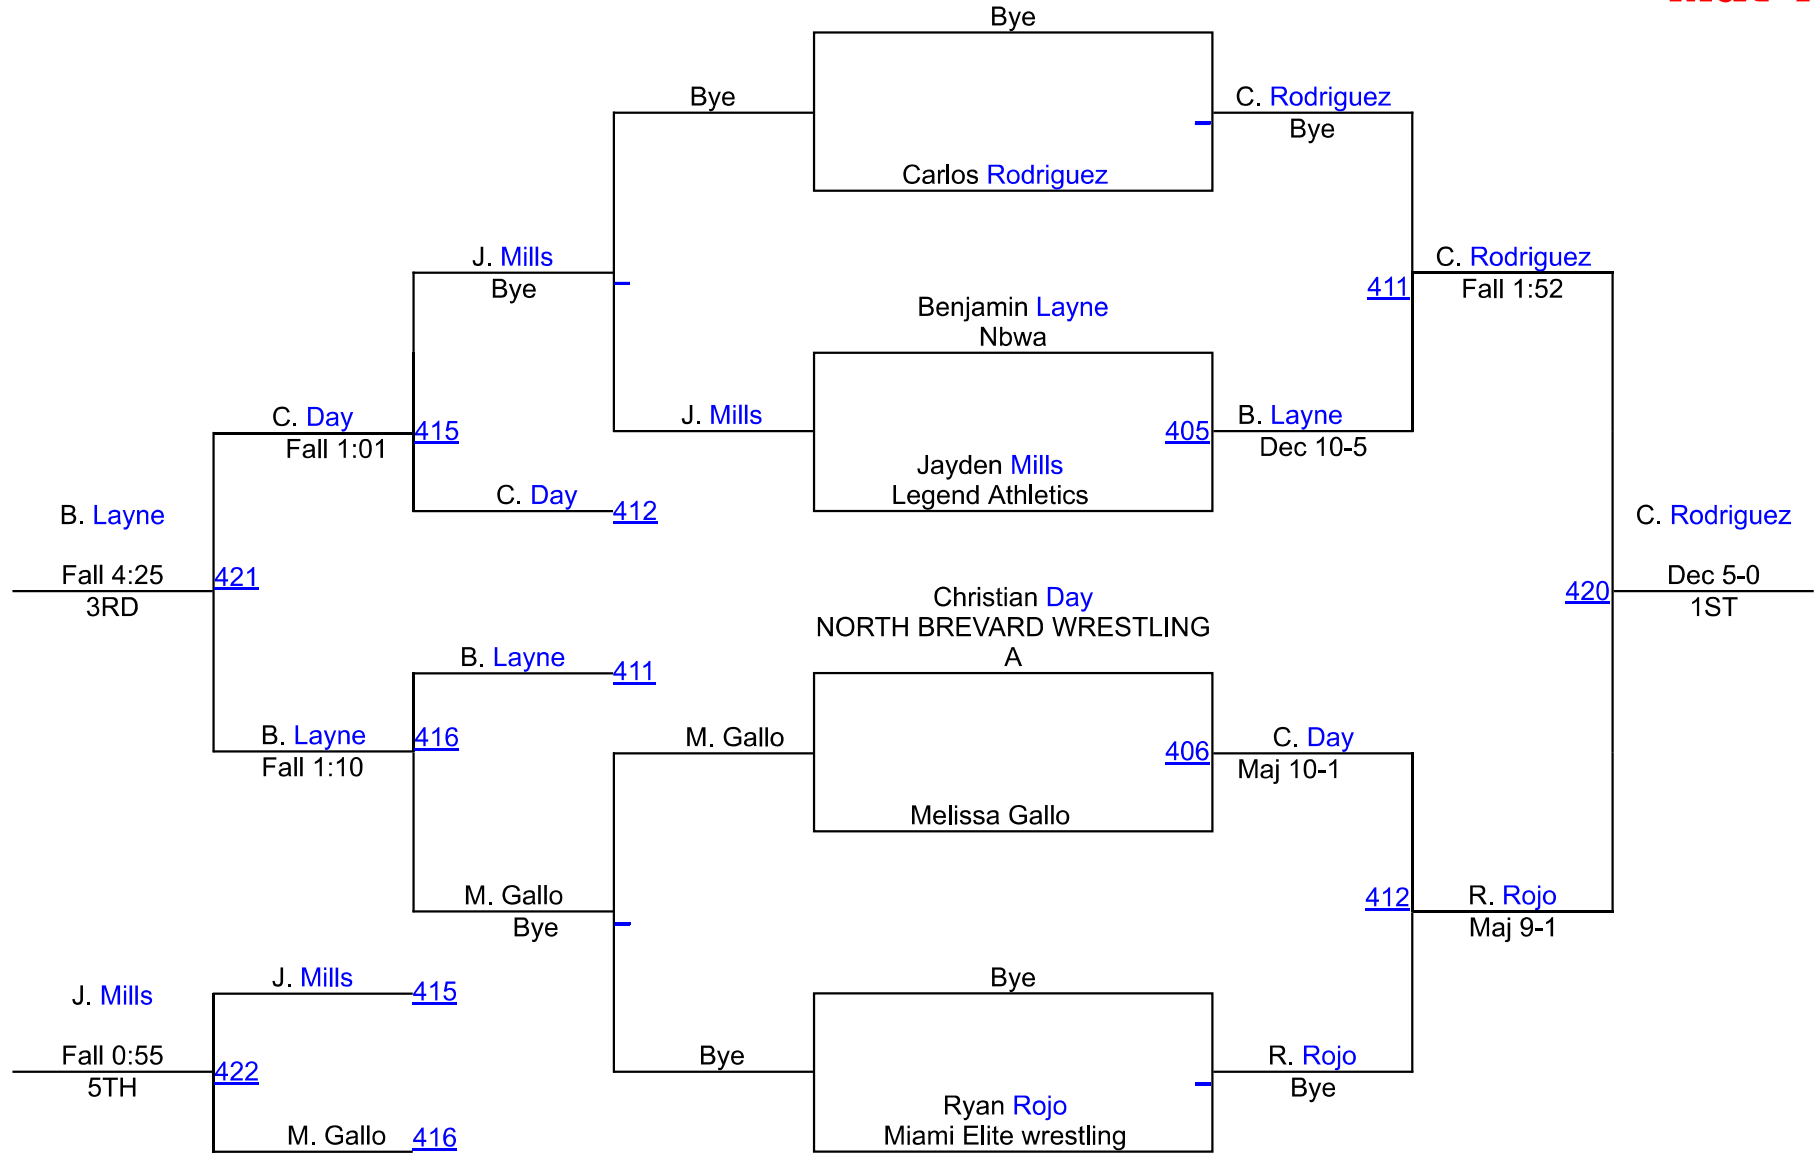 Bye
Bye
C. Rodriguez
Bye
Carlos Rodriguez
J. Mills
Bye
C. Rodriguez
411
Fall 1:52
Benjamin Layne
Nbwa
C. Day
415
Fall 1:01
J. Mills
405
B. Layne
Dec 10-5
Jayden Mills
Legend Athletics
C. Day
412
B. Layne
C. Rodriguez
Fall 4:25
421
3RD
420
Dec 5-0
1ST
Christian Day
NORTH BREVARD WRESTLING
A
B. Layne
411
B. Layne
416
Fall 1:10
M. Gallo
406
C. Day
Maj 10-1
Melissa Gallo
M. Gallo
Bye
412
R. Rojo
Maj 9-1
J. Mills
J. Mills
415
Bye
Fall 0:55
422
5TH
Bye
R. Rojo
Bye
Ryan Rojo
Miami Elite wrestling
M. Gallo
416